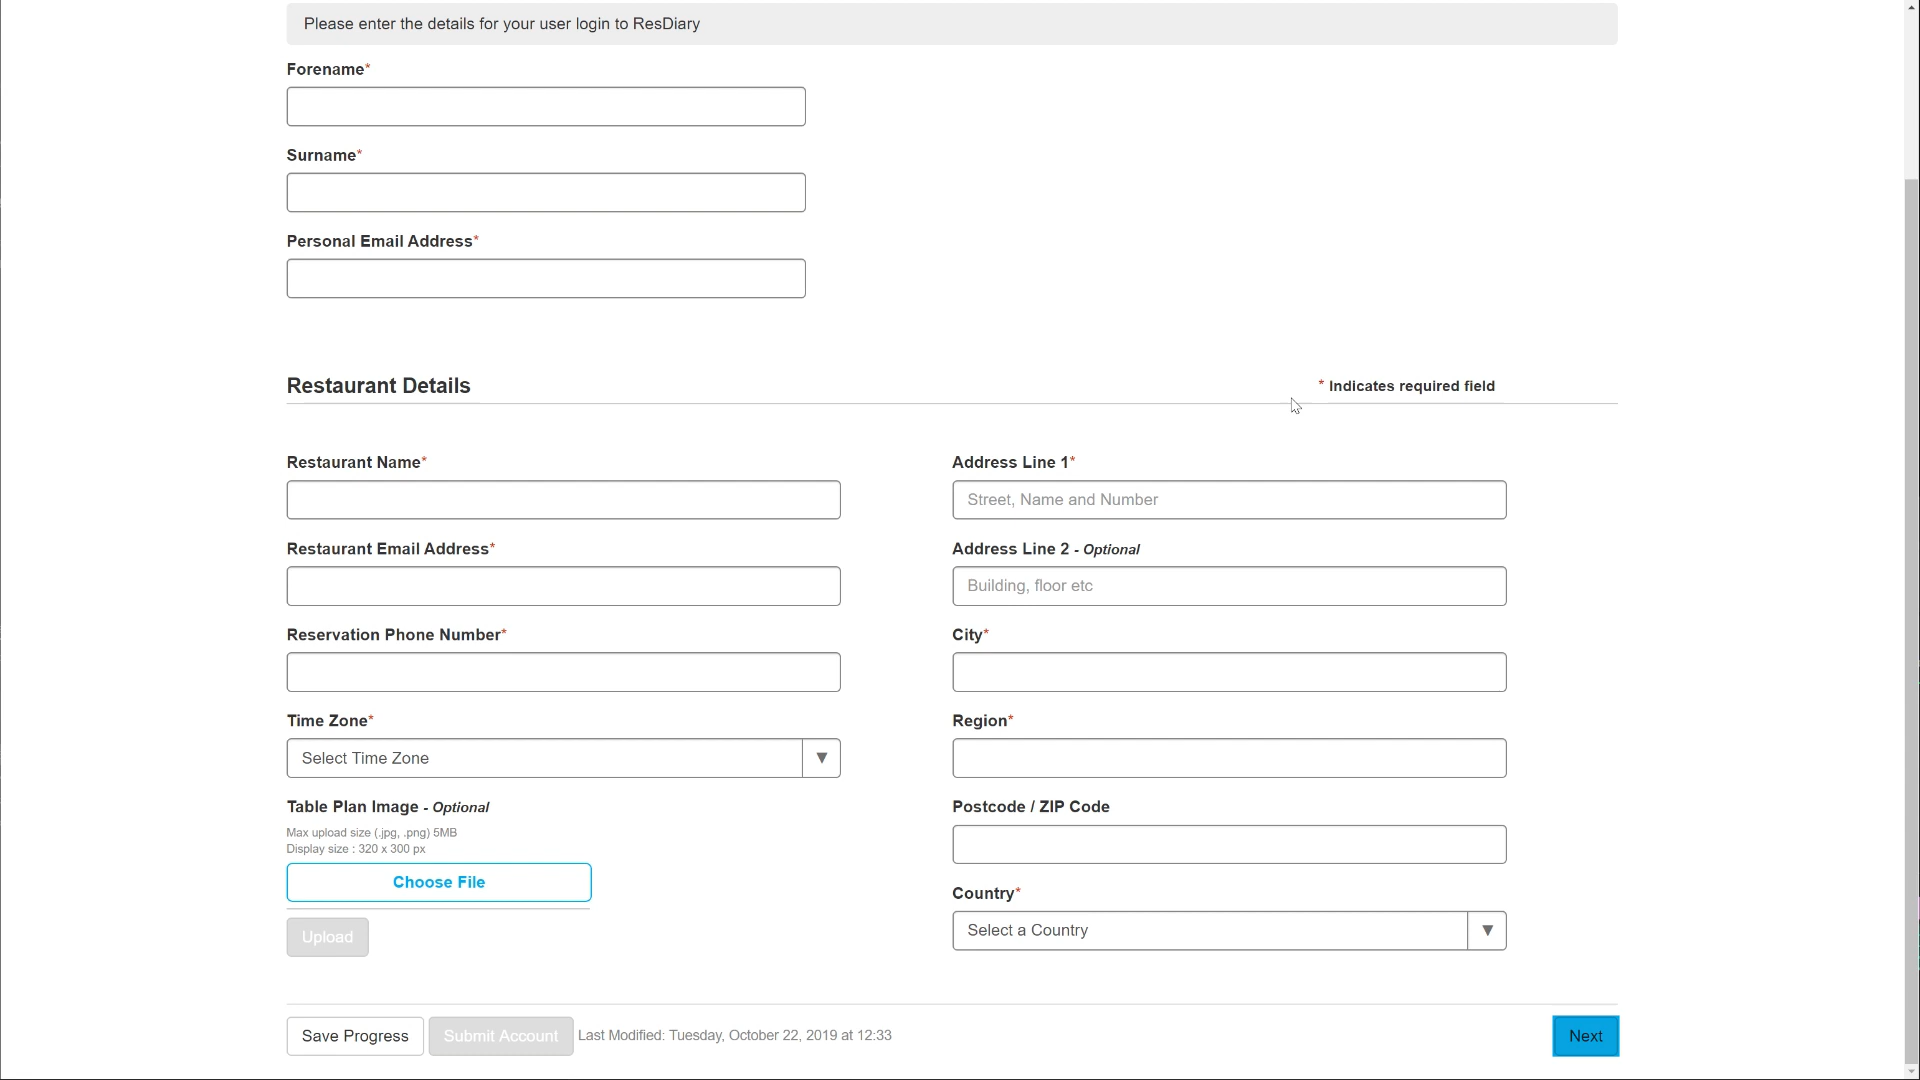 Please enter the details for your user login to ResDiary
Forename*
Surname*
Personal Email Address*
Restaurant Details
* Indicates required field
Restaurant Name*
Restaurant Email Address*
Reservation Phone Number*
Time Zone*
Select Time Zone
Table Plan Image - Optional
Max upload size (.jpg, .png) 5MB
Display size : 320 x 300 px
Choose File
Upload
Address Line 1*
Street, Name and Number
Address Line 2 - Optional
Building, floor etc
City*
Region*
Postcode / ZIP Code
Country*
Select a Country
Save Progress
Submit Account
Last Modified: Tuesday, October 22, 2019 at 12:33
Next